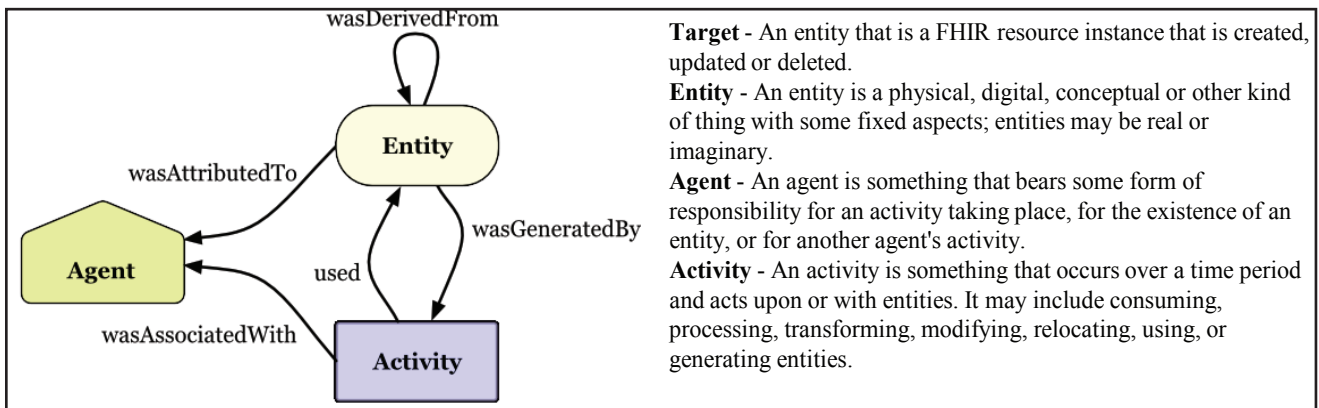 wasDerivedFrom
Entity
wasAttributedTo
wasGeneratedBy
Agent
used
wasAssociatedWith
Activity
Target - An entity that is a FHIR resource instance that is created,
updated or deleted.
Entity - An entity is a physical, digital, conceptual or other kind
of thing with some fixed aspects; entities may be real or
imaginary.
Agent - An agent is something that bears some form of
responsibility for an activity taking place, for the existence of an
entity, or for another agent's activity.
Activity - An activity is something that occurs over a time period
and acts upon or with entities. It may include consuming,
processing, transforming, modifying, relocating, using, or
generating entities.